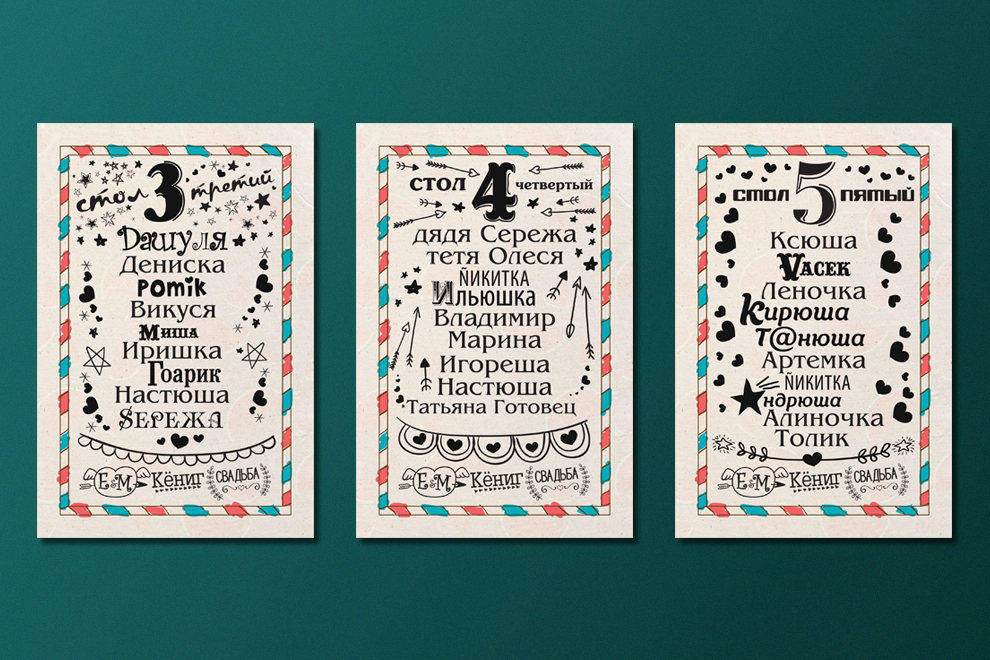 стол 3 третий
Dашуля
Дениска
РОМік
Викуся
Миша
Иришка
Гоарик
Настюша
$ЕРЕЖА
Е&М Кёниг СВАДЬБА
стол 4 четвертый
дядя Сережа
тетя Олеся
ÑИКИТКА
Ильюшка
Владимир
Марина
Игореша
Настюша
Татьяна Готовец
Е&М Кёниг СВАДЬБА
стол 5 пятый
Ксюша
VАСЕК
Леночка
Кирюша
Т@нюша
Артемка
ÑИКИТКА
ндрюша
Алиночка
Толик
Е&М Кёниг СВАДЬБА